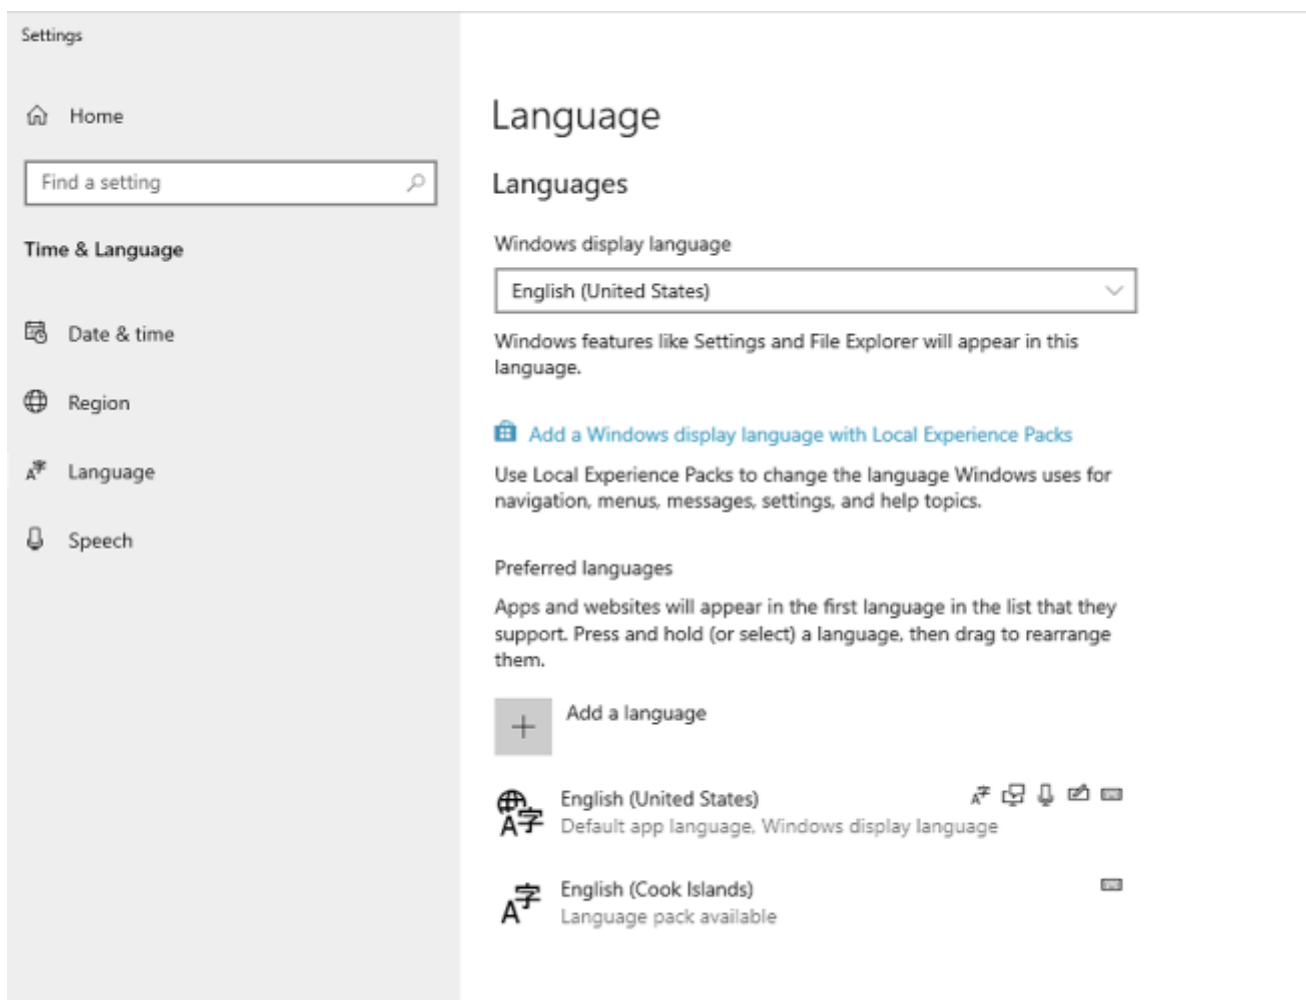 Settings
Home
Find a setting
Time & Language
Date & time
Region
Language
Speech
Language
Languages
Windows display language
English (United States)
Windows features like Settings and File Explorer will appear in this
language.
Add a Windows display language with Local Experience Packs
Use Local Experience Packs to change the language Windows uses for
navigation, menus, messages, settings, and help topics.
Preferred languages
Apps and websites will appear in the first language in the list that they
support. Press and hold (or select) a language, then drag to rearrange
them.
Add a language
English (United States)
Default app language, Windows display language
English (Cook Islands)
Language pack available